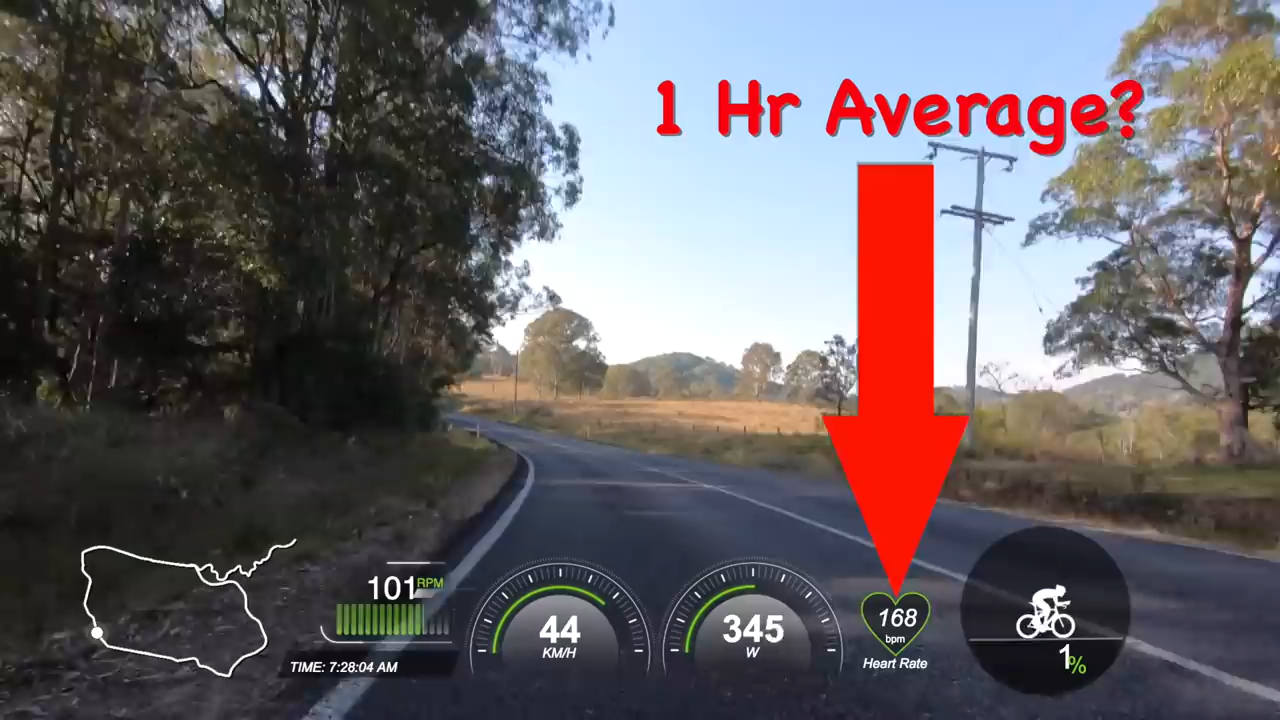 1 Hr Average?
101 RPM
TIME: 7:28:04 AM
44
KM/H
345
W
168
bpm
Heart Rate
1%